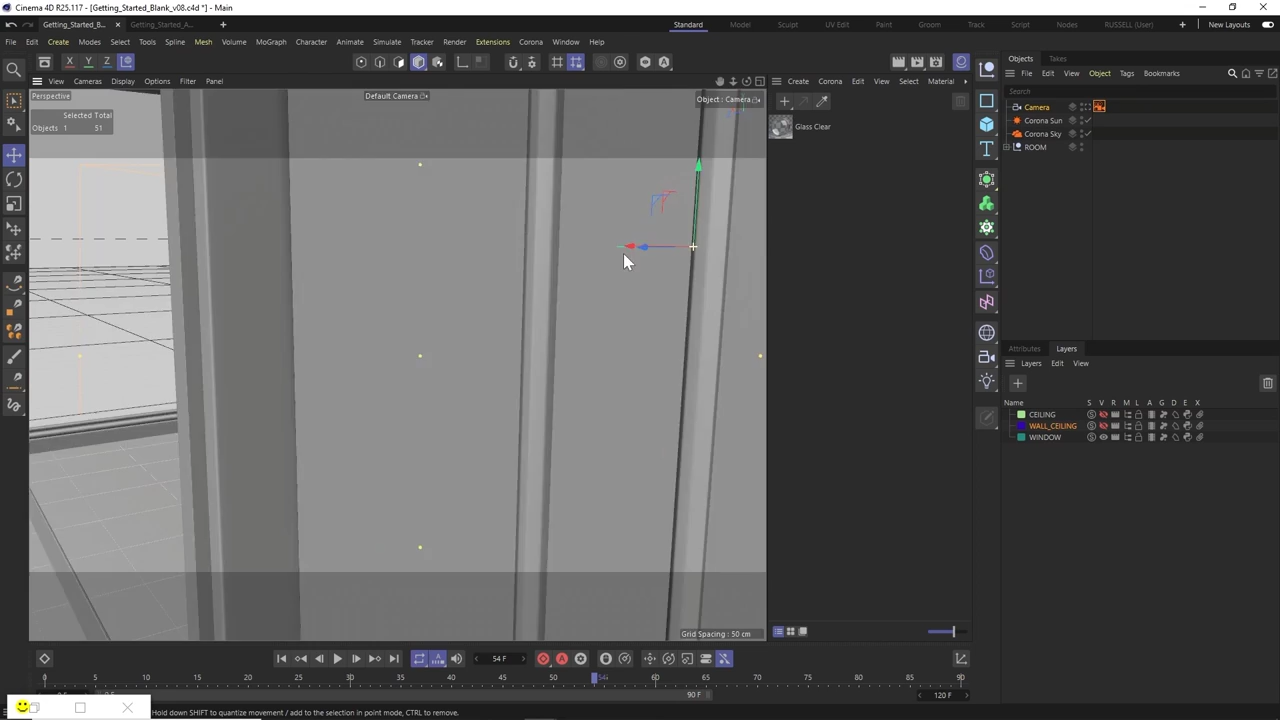 Cinema 4D R25.117 - [Getting_Started_Blank_v08.c4d *] - Main
Getting_Started_B...
Getting_Started_A...
Standard
Model
Sculpt
UV Edit
Paint
Groom
Track
Script
Nodes
RUSSELL (User)
New Layouts
File Edit Create Modes Select Tools Spline Mesh Volume MoGraph Character Animate Simulate Tracker Render Extensions Corona Window Help
X Y Z
View Cameras Display Options Filter Panel
Create Corona Edit View Select Material
Objects Takes
File Edit View Object Tags Bookmarks
Search
Perspective
Default Camera
Object : Camera
Selected Total
Objects 1 51
Glass Clear
Camera
Corona Sun
Corona Sky
ROOM
Attributes Layers
Layers Edit View
Name S V R M L A G D E X
CEILING
WALL_CEILING
WINDOW
Grid Spacing : 50 cm
54 F
0 5 10 15 20 25 30 35 40 45 50 54 60 65 70 75 80 85 90
90 F
120 F
Hold down SHIFT to quantize movement / add to the selection in point mode, CTRL to remove.